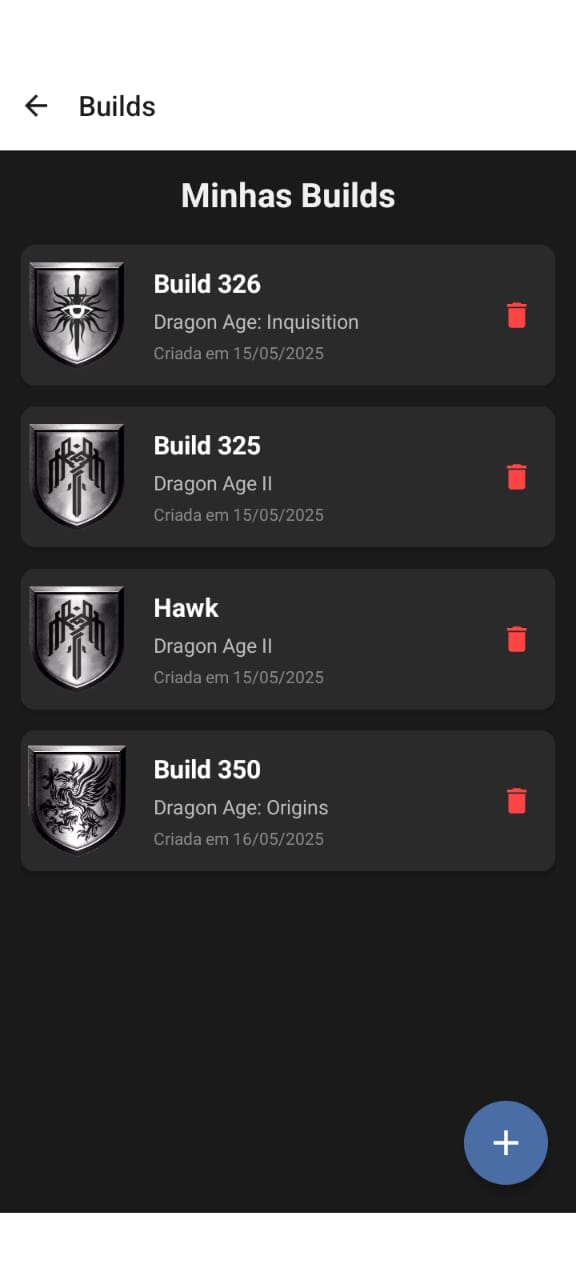 Builds
Minhas Builds
Build 326
Dragon Age: Inquisition
Criada em 15/05/2025
Build 325
Dragon Age II
Criada em 15/05/2025
Hawk
Dragon Age II
Criada em 15/05/2025
Build 350
Dragon Age: Origins
Criada em 16/05/2025